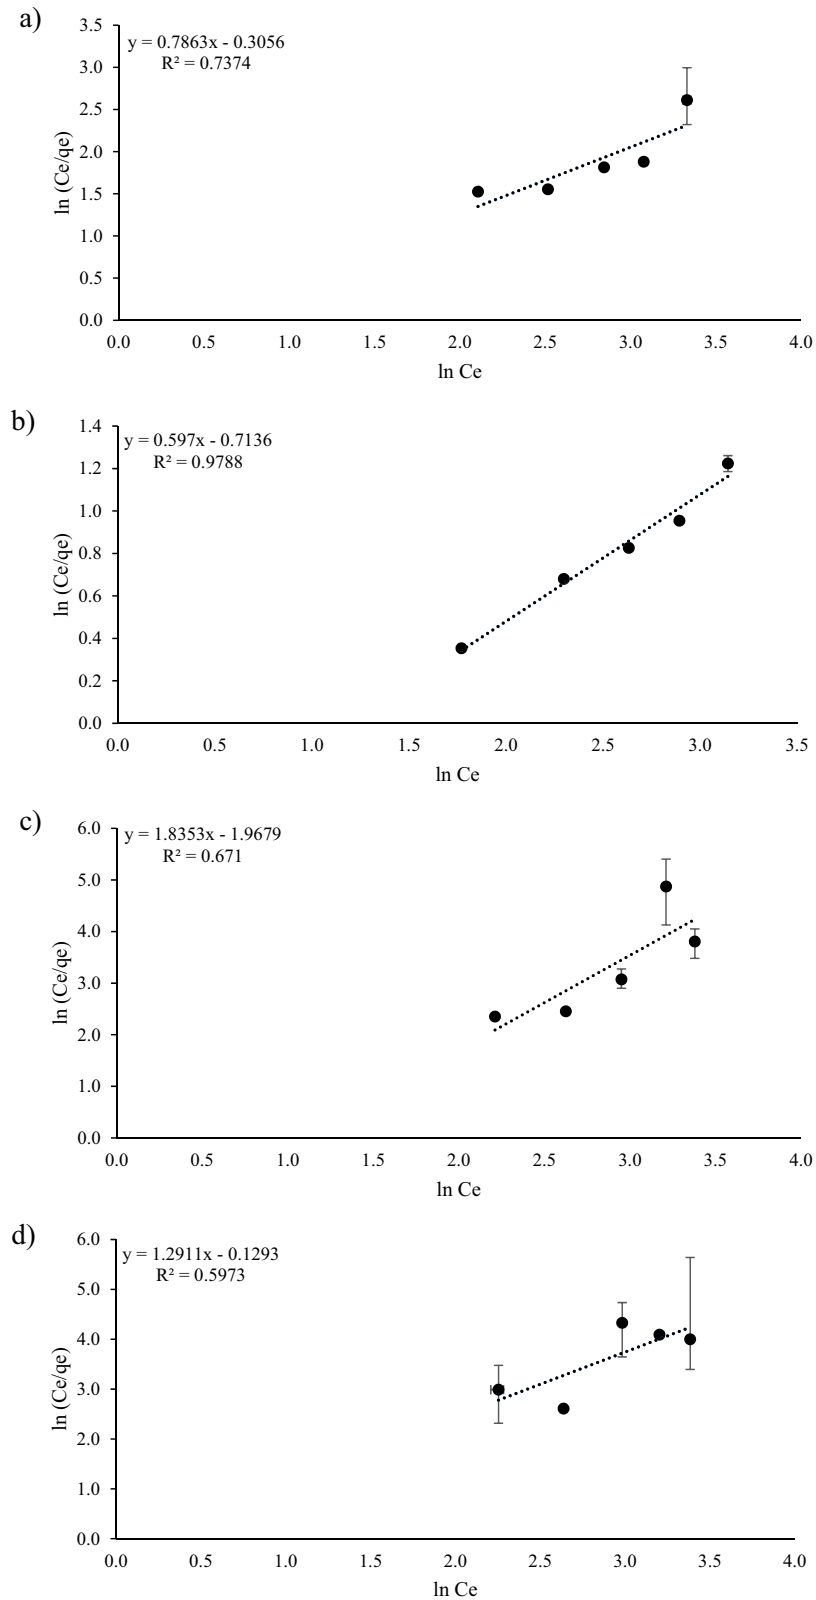 a)
y = 0.7863x - 0.3056
R² = 0.7374
3.5
3.0
2.5
2.0
1.5
1.0
0.5
0.0
ln (Ce/qe)
0.0 0.5 1.0 1.5 2.0 2.5 3.0 3.5 4.0
ln Ce
b)
y = 0.597x - 0.7136
R² = 0.9788
1.4
1.2
1.0
0.8
0.6
0.4
0.2
0.0
ln (Ce/qe)
0.0 0.5 1.0 1.5 2.0 2.5 3.0 3.5
ln Ce
c)
y = 1.8353x - 1.9679
R² = 0.671
6.0
5.0
4.0
3.0
2.0
1.0
0.0
ln (Ce/qe)
0.0 0.5 1.0 1.5 2.0 2.5 3.0 3.5 4.0
ln Ce
d)
y = 1.2911x - 0.1293
R² = 0.5973
6.0
5.0
4.0
3.0
2.0
1.0
0.0
ln (Ce/qe)
0.0 0.5 1.0 1.5 2.0 2.5 3.0 3.5 4.0
ln Ce